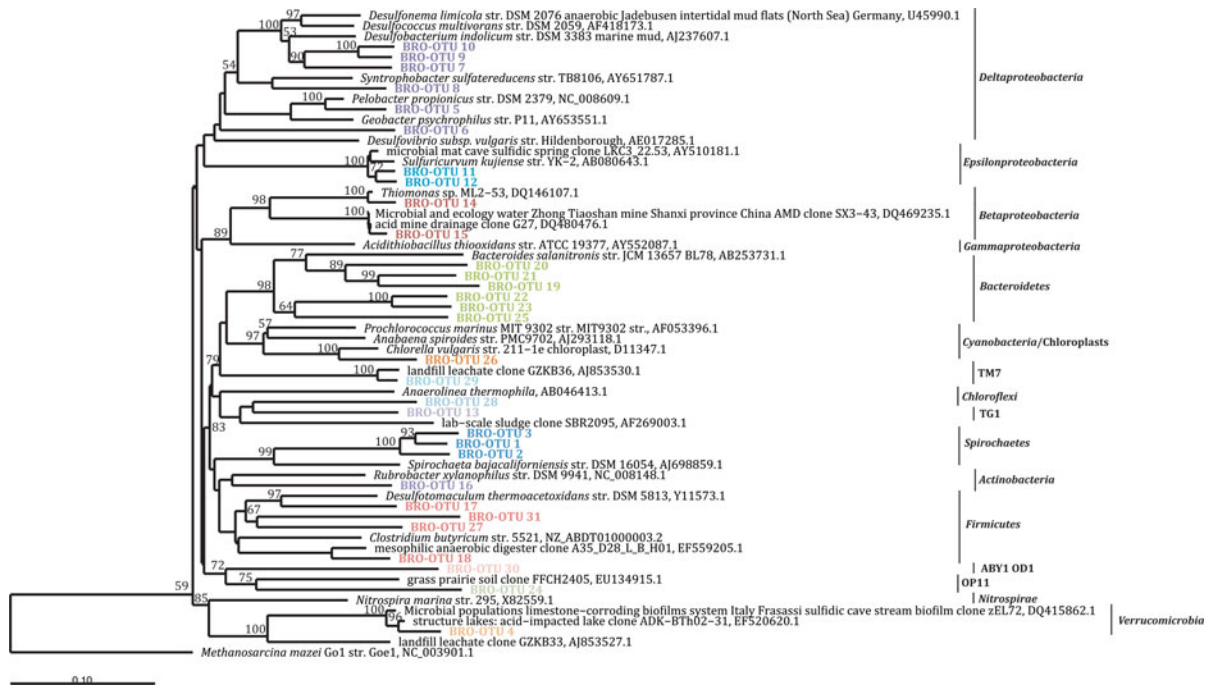 97
Desulfonema limicola str. DSM 2076 anaerobic Jadebusen intertidal mud flats (North Sea) Germany, U45990.1
100
Desulfococcus multivorans str. DSM 2059, AF418173.1
53
Desulfobacterium indolicum str. DSM 3383 marine mud, AJ237607.1
100
BRO-OTU 10
90
BRO-OTU 9
54
BRO-OTU 7
Deltaproteobacteria
Syntrophobacter sulfatereducens str. TB8106, AY651787.1
BRO-OTU 8
100
Pelobacter propionicus str. DSM 2379, NC_008609.1
BRO-OTU 5
Geobacter psychrophilus str. P11, AY653551.1
BRO-OTU 6
Desulfovibrio subsp. vulgaris str. Hildenborough, AE017285.1
microbial mat cave sulfidic spring clone LKC3_22.53, AY510181.1
100
Sulfuricurvum kujiense str. YK-2, AB080643.1
Epsilonproteobacteria
72
BRO-OTU 11
BRO-OTU 12
100
Thiomonas sp. ML2-53, DQ146107.1
98
BRO-OTU 14
100
Microbial and ecology water Zhong Tiaoshan mine Shanxi province China AMD clone SX3-43, DQ469235.1
Betaproteobacteria
acid mine drainage clone G27, DQ480476.1
89
BRO-OTU 15
Acidithiobacillus thiooxidans str. ATCC 19377, AY552087.1
Gammaproteobacteria
77
Bacteroides salanitronis str. JCM 13657 BL78, AB253731.1
89
BRO-OTU 20
99
BRO-OTU 21
98
BRO-OTU 19
Bacteroidetes
100
BRO-OTU 22
64
BRO-OTU 23
BRO-OTU 25
57
Prochlorococcus marinus MIT 9302 str. MIT9302 str., AF053396.1
97
Anabaena spiroides str. PMC9702, AJ293118.1
Cyanobacteria/Chloroplasts
100
Chlorella vulgaris str. 211-1e chloroplast, D11347.1
79
BRO-OTU 26
100
landfill leachate clone GZKB36, AJ853530.1
TM7
BRO-OTU 29
Anaerolinea thermophila, AB046413.1
Chloroflexi
BRO-OTU 28
BRO-OTU 13
TG1
83
lab-scale sludge clone SBR2095, AF269003.1
93
BRO-OTU 3
100
BRO-OTU 1
Spirochaetes
99
BRO-OTU 2
Spirochaeta bajacaliforniensis str. DSM 16054, AJ698859.1
Rubrobacter xylanophilus str. DSM 9941, NC_008148.1
Actinobacteria
BRO-OTU 16
97
Desulfotomaculum thermoacetoxidans str. DSM 5813, Y11573.1
BRO-OTU 17
67
BRO-OTU 31
Firmicutes
BRO-OTU 27
Clostridium butyricum str. 5521, NZ_ABDT01000003.2
mesophilic anaerobic digester clone A35_D28_L_B_H01, EF559205.1
BRO-OTU 18
72
BRO-OTU 30
ABY1 OD1
75
grass prairie soil clone FFCH2405, EU134915.1
OP11
59
BRO-OTU 24
85
Nitrospira marina str. 295, X82559.1
Nitrospirae
100
Microbial populations limestone-corroding biofilms system Italy Frasassi sulfidic cave stream biofilm clone zEL72, DQ415862.1
96
structure lakes: acid-impacted lake clone ADK-BTh02-31, EF520620.1
Verrucomicrobia
100
BRO-OTU 4
landfill leachate clone GZKB33, AJ853527.1
Methanosarcina mazei Go1 str. Goe1, NC_003901.1
0.10